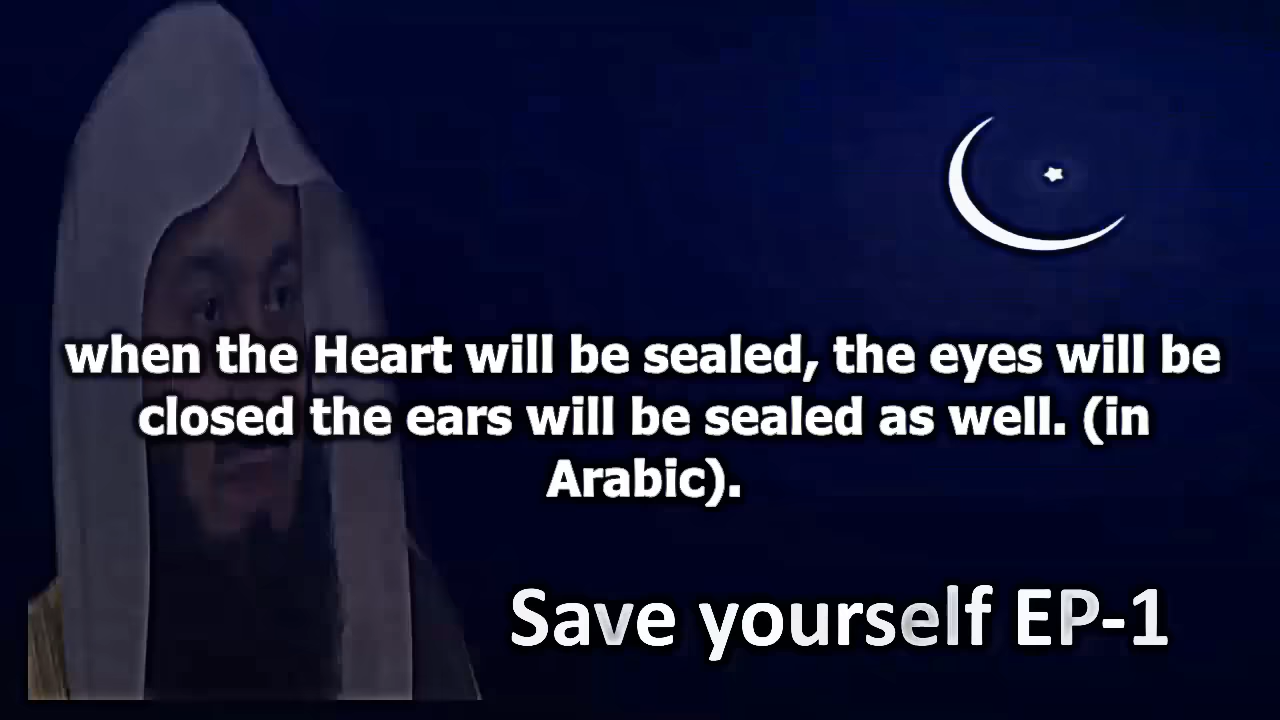 when the Heart will be sealed, the eyes will be
closed the ears will be sealed as well. (in
Arabic).
Save yourself EP-1